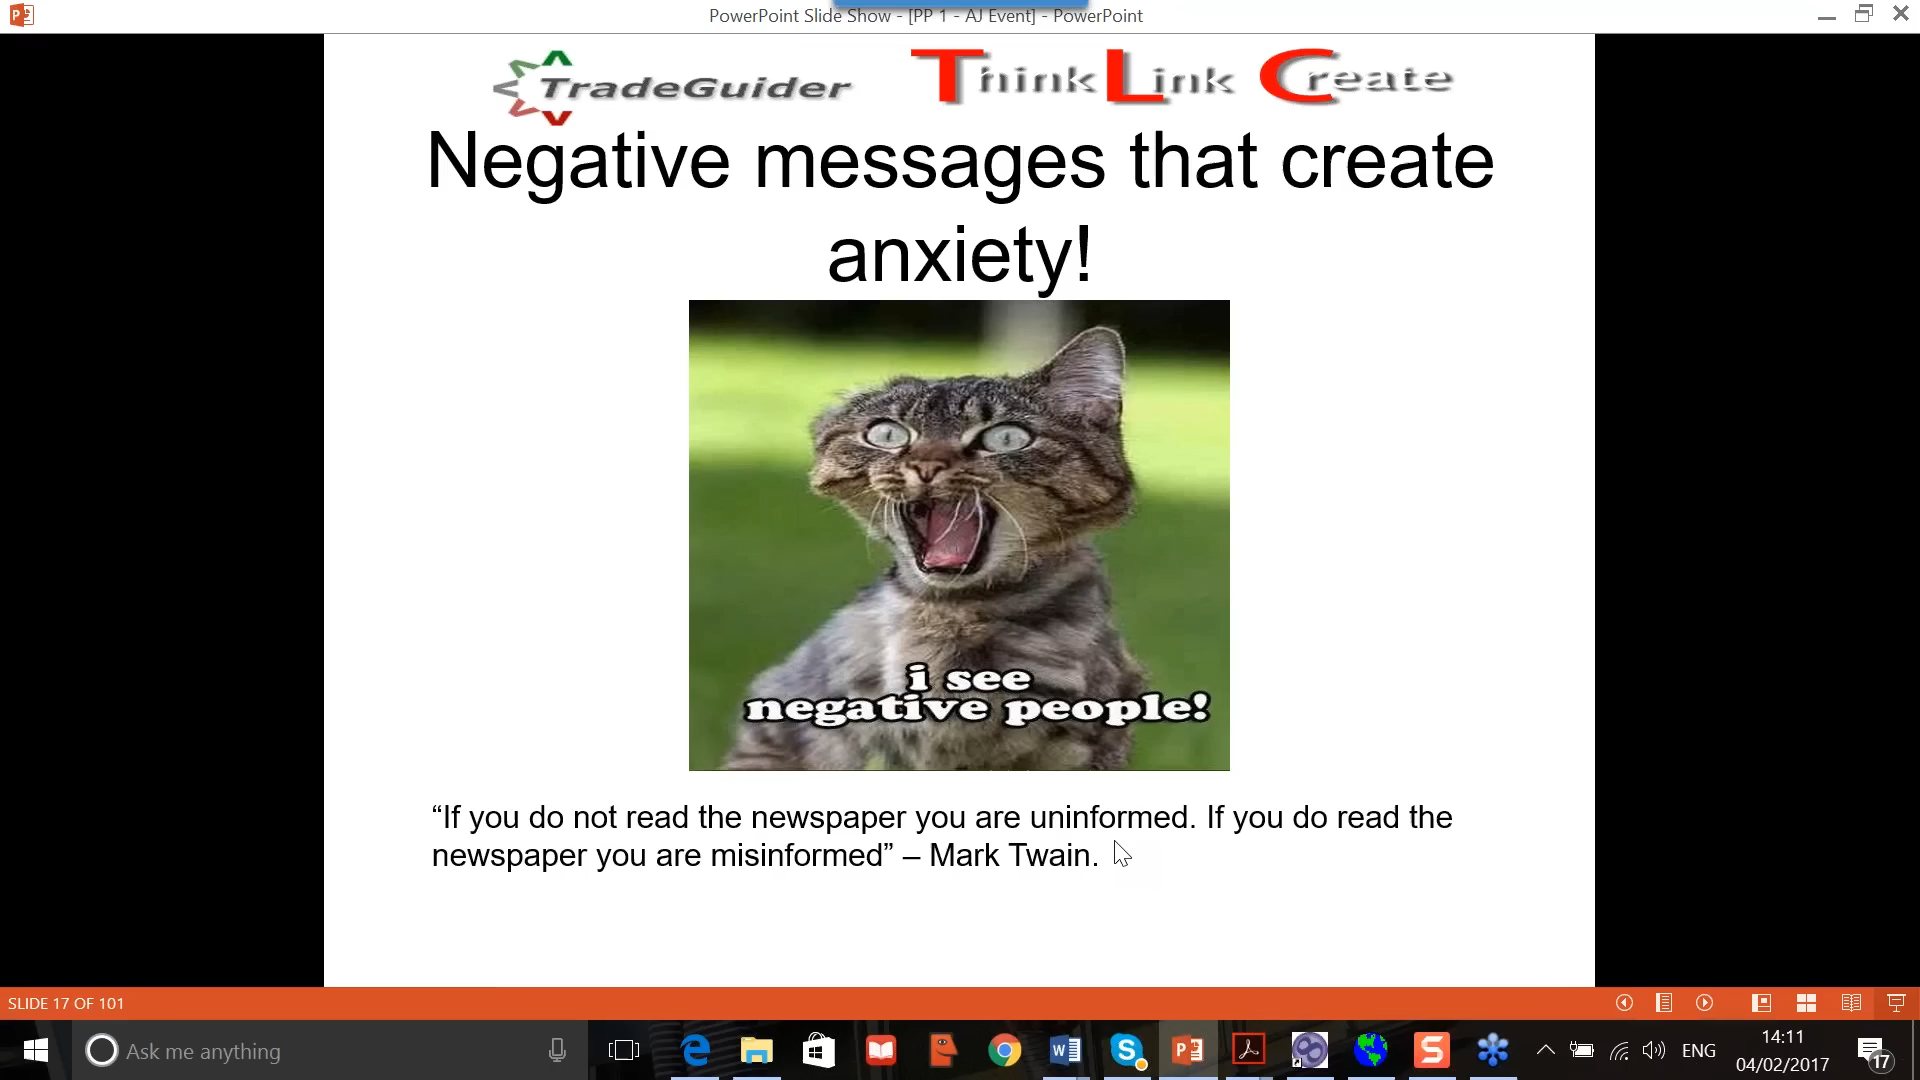 PowerPoint Slide Show - [PP 1 - AJ Event] - PowerPoint
TradeGuider
Think Link Create
Negative messages that create
anxiety!
i see
negative people!
“If you do not read the newspaper you are uninformed. If you do read the
newspaper you are misinformed” – Mark Twain.
SLIDE 17 OF 101
Ask me anything
ENG
14:11
04/02/2017
17